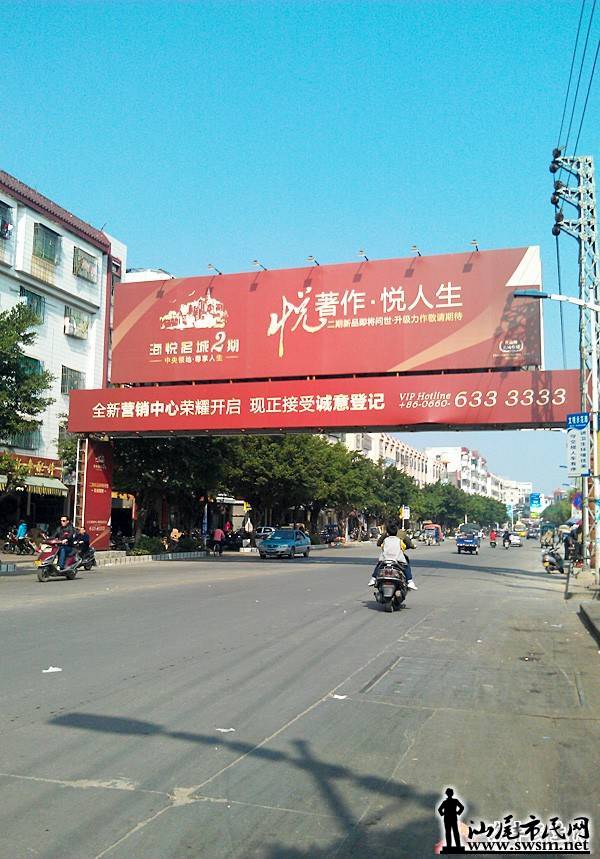 海悦名城2期
中央领地·尊享人生
悦著作·悦人生
二期新品即将问世·升级力作敬请期待
全新营销中心荣耀开启 现正接受诚意登记
VIP Hotline
+86-0660-
633 3333
汕尾市民网
www.swsm.net